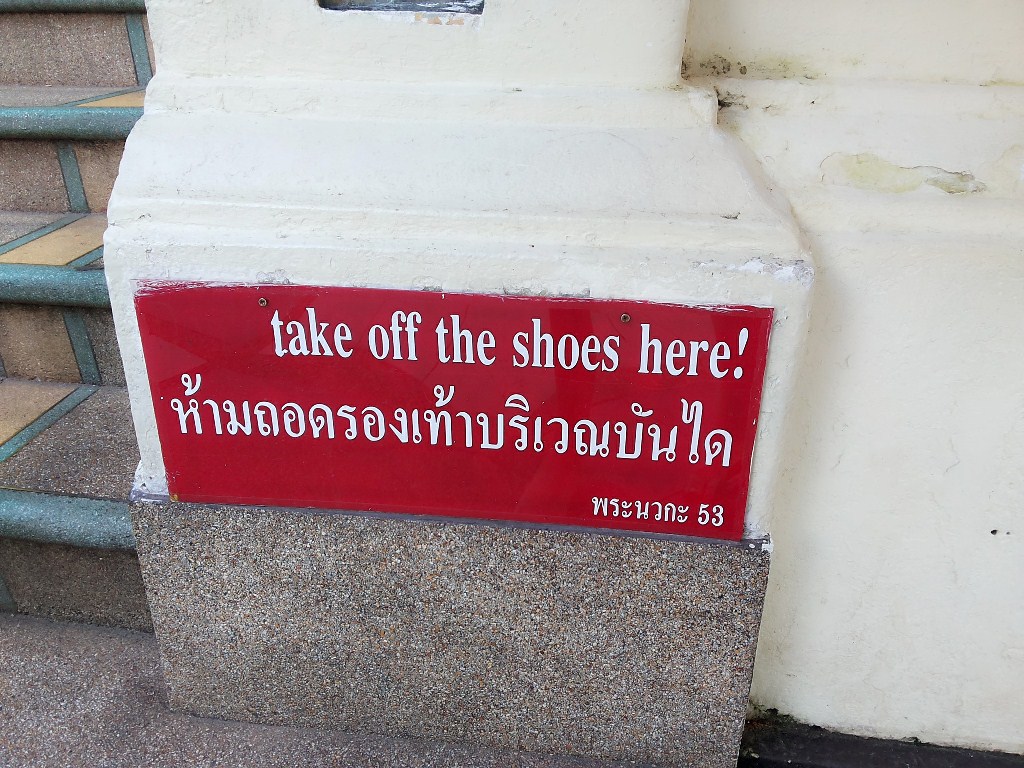 take off the shoes here!
ห้ามถอดรองเท้าบริเวณบันได
พระนวกะ 53